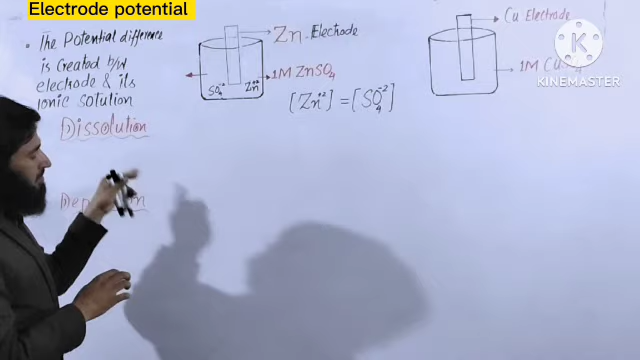 Electrode potential
The Potential difference
is Created b/w
electrode & its
ionic solution
Dissolution
Zn Electrode
1M ZnSO4
SO4-2 Zn+2
[Zn+2] = [SO4-2]
Cu Electrode
1M
KINEMASTER